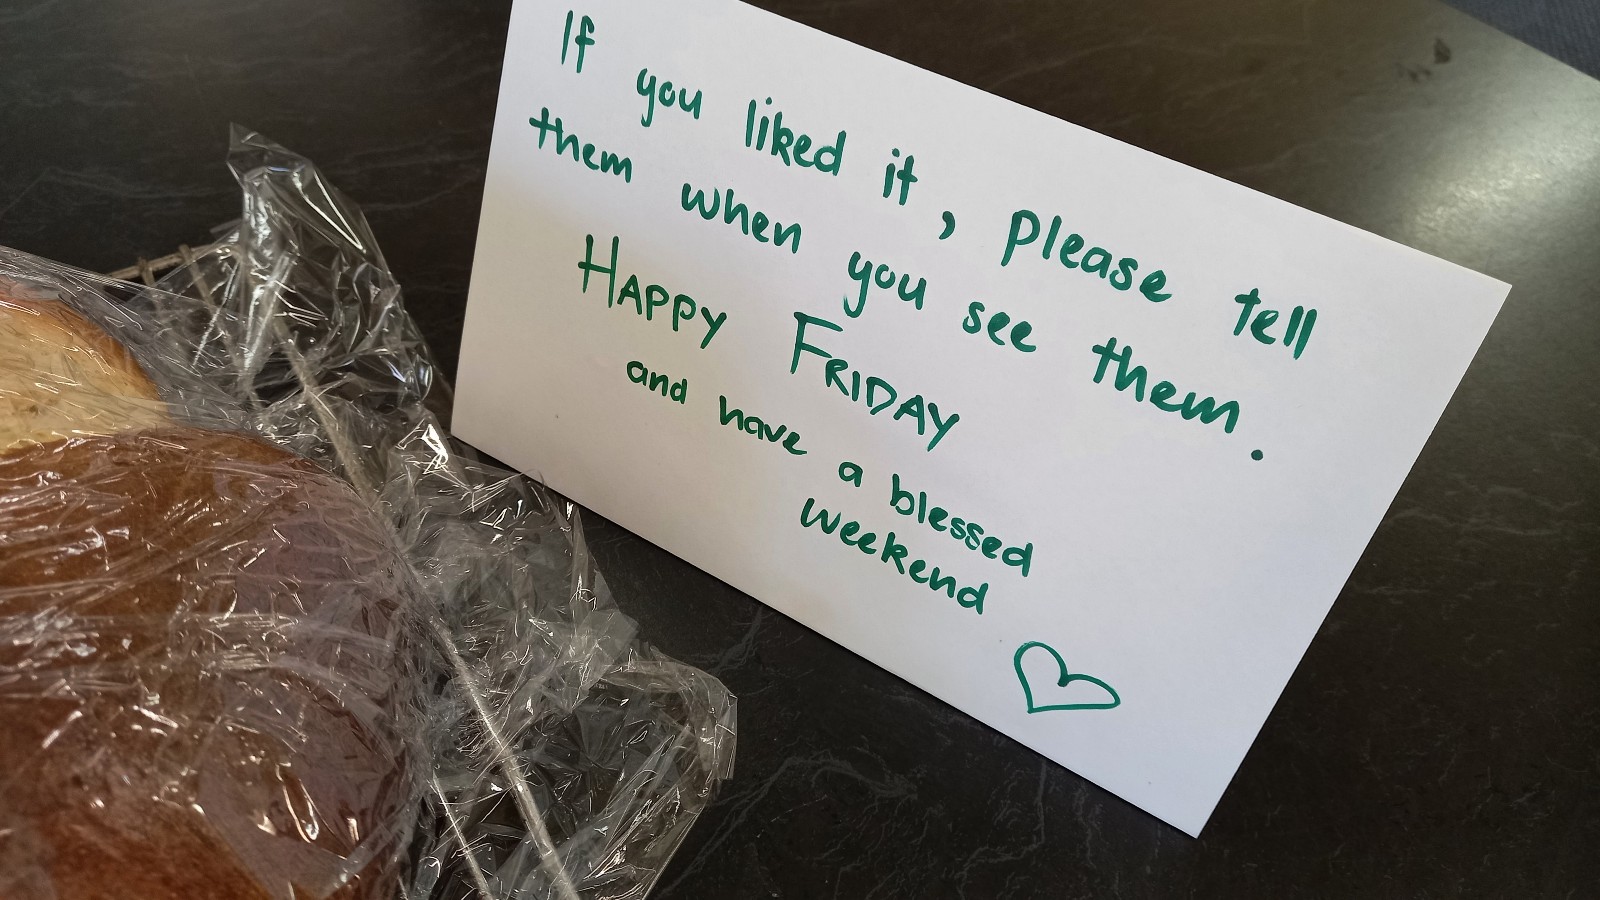 If you liked it, please tell
them when you see them.
HAPPY FRIDAY
and have a blessed
weekend